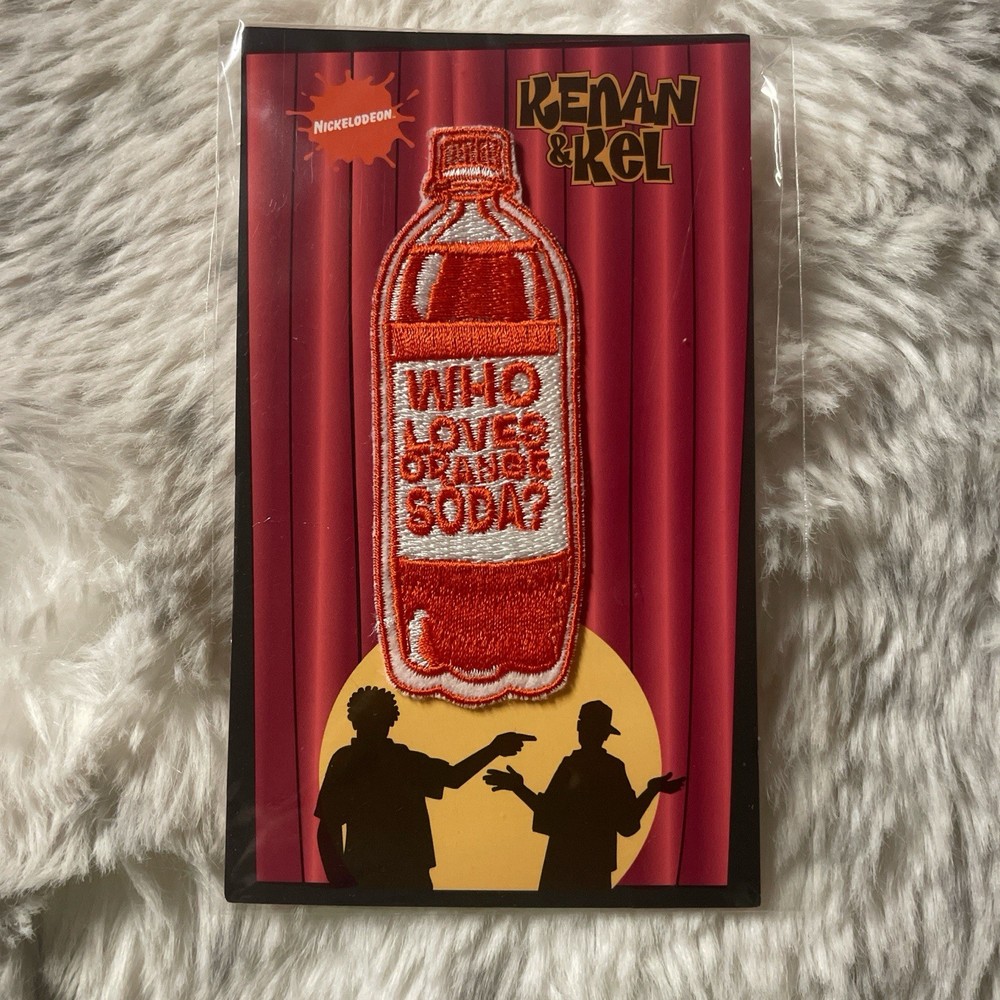 NICKELODEON
KENAN
&KEL
WHO
LOVES
ORANGE
SODA?